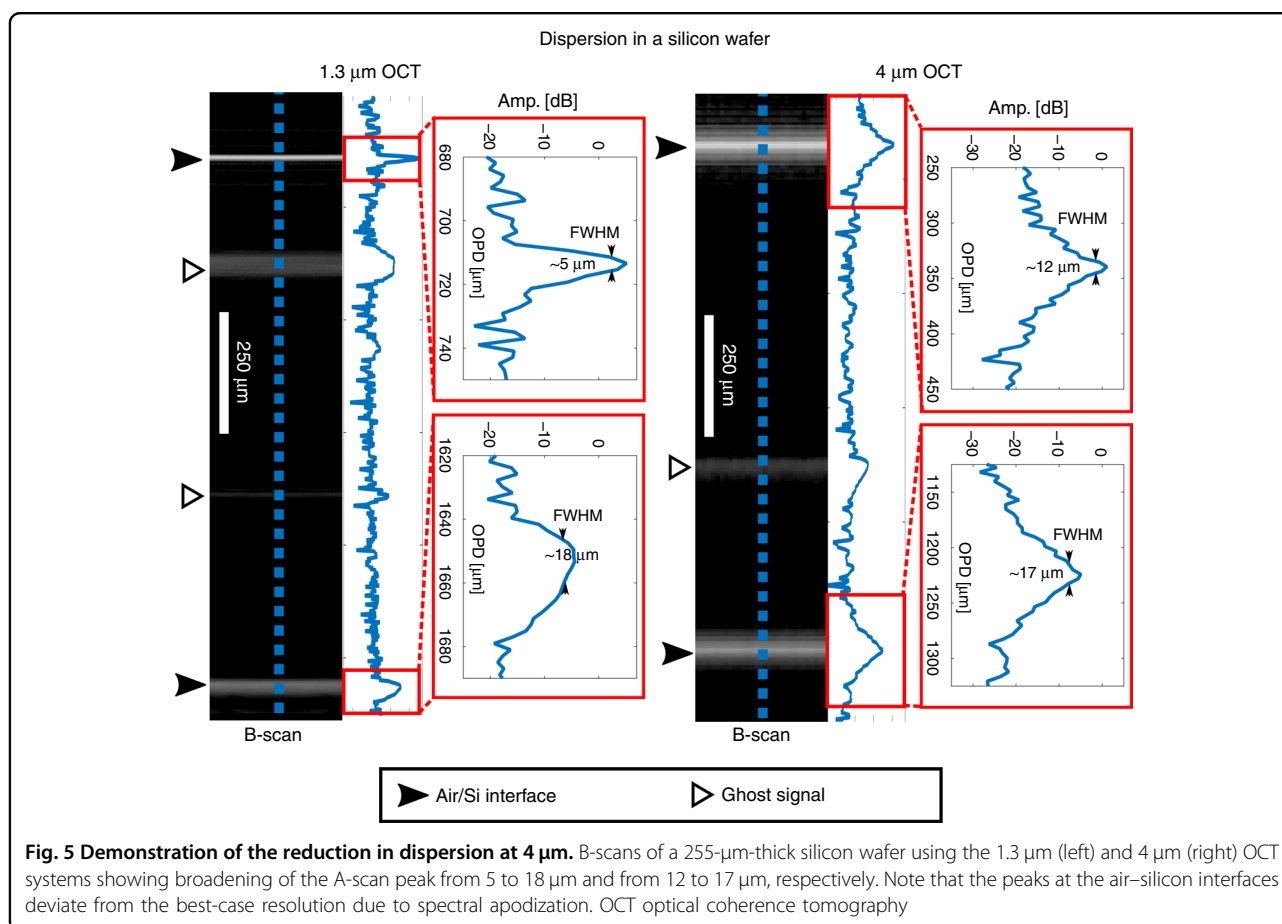 Dispersion in a silicon wafer
1.3 µm OCT
Amp. [dB]
–20
–10
0
680
700
720
740
OPD [µm]
FWHM
~5 µm
250 µm
–20
–10
0
1620
1640
1660
1680
OPD [µm]
FWHM
~18 µm
B-scan
4 µm OCT
Amp. [dB]
–30
–20
–10
0
250
300
350
400
450
OPD [µm]
FWHM
~12 µm
250 µm
–30
–20
–10
0
1150
1200
1250
1300
OPD [µm]
FWHM
~17 µm
B-scan
Air/Si interface
Ghost signal
Fig. 5 Demonstration of the reduction in dispersion at 4 µm. B-scans of a 255-µm-thick silicon wafer using the 1.3 µm (left) and 4 µm (right) OCT
systems showing broadening of the A-scan peak from 5 to 18 µm and from 12 to 17 µm, respectively. Note that the peaks at the air–silicon interfaces
deviate from the best-case resolution due to spectral apodization. OCT optical coherence tomography